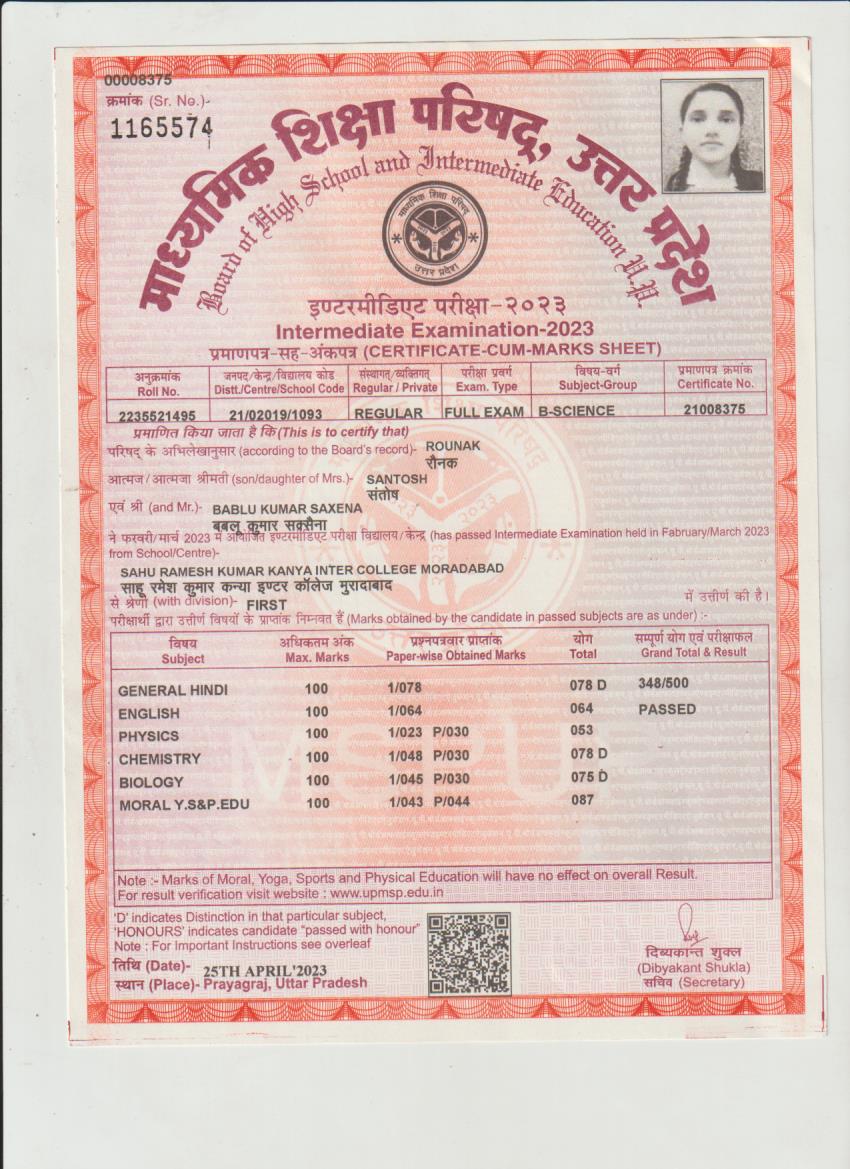 00008375
क्रमांक (Sr. No.)-
1165574
माध्यमिक शिक्षा परिषद्, उत्तर प्रदेश
Board of High School and Intermediate Education U.P.
माध्यमिक शिक्षा परिषद्
उत्तर प्रदेश
इण्टरमीडिएट परीक्षा-२०२३
Intermediate Examination-2023
प्रमाणपत्र-सह-अंकपत्र (CERTIFICATE-CUM-MARKS SHEET)
अनुक्रमांक जनपद/केन्द्र/विद्यालय कोड संस्थागत/व्यक्तिगत परीक्षा प्रवर्ग विषय-वर्ग प्रमाणपत्र क्रमांक
Roll No. Distt./Centre/School Code Regular / Private Exam. Type Subject-Group Certificate No.
2235521495 21/02019/1093 REGULAR FULL EXAM B-SCIENCE 21008375
प्रमाणित किया जाता है कि (This is to certify that)
परिषद् के अभिलेखानुसार (according to the Board's record)- ROUNAK
रौनक
आत्मज/आत्मजा श्रीमती (son/daughter of Mrs.)- SANTOSH
संतोष
एवं श्री (and Mr.)- BABLU KUMAR SAXENA
बबलू कुमार सक्सैना
ने फरवरी/मार्च 2023 में आयोजित इण्टरमीडिएट परीक्षा विद्यालय/केन्द्र (has passed Intermediate Examination held in Fabruary/March 2023
from School/Centre)-
SAHU RAMESH KUMAR KANYA INTER COLLEGE MORADABAD
साहू रमेश कुमार कन्या इण्टर कॉलेज मुरादाबाद
से श्रेणी (with division)- FIRST में उत्तीर्ण की है।
परीक्षार्थी द्वारा उत्तीर्ण विषयों के प्राप्तांक निम्नवत हैं (Marks obtained by the candidate in passed subjects are as under) :-
विषय अधिकतम अंक प्रश्नपत्रवार प्राप्तांक योग सम्पूर्ण योग एवं परीक्षाफल
Subject Max. Marks Paper-wise Obtained Marks Total Grand Total & Result
GENERAL HINDI 100 1/078 078 D 348/500
ENGLISH 100 1/064 064 PASSED
PHYSICS 100 1/023 P/030 053
CHEMISTRY 100 1/048 P/030 078 D
BIOLOGY 100 1/045 P/030 075 D
MORAL Y.S&P.EDU 100 1/043 P/044 087
MSPUP
Note :- Marks of Moral, Yoga, Sports and Physical Education will have no effect on overall Result.
For result verification visit website : www.upmsp.edu.in
'D' indicates Distinction in that particular subject,
'HONOURS' indicates candidate "passed with honour"
Note : For Important Instructions see overleaf
तिथि (Date)- 25TH APRIL'2023
स्थान (Place)- Prayagraj, Uttar Pradesh
दिब्यकान्त शुक्ल
(Dibyakant Shukla)
सचिव (Secretary)